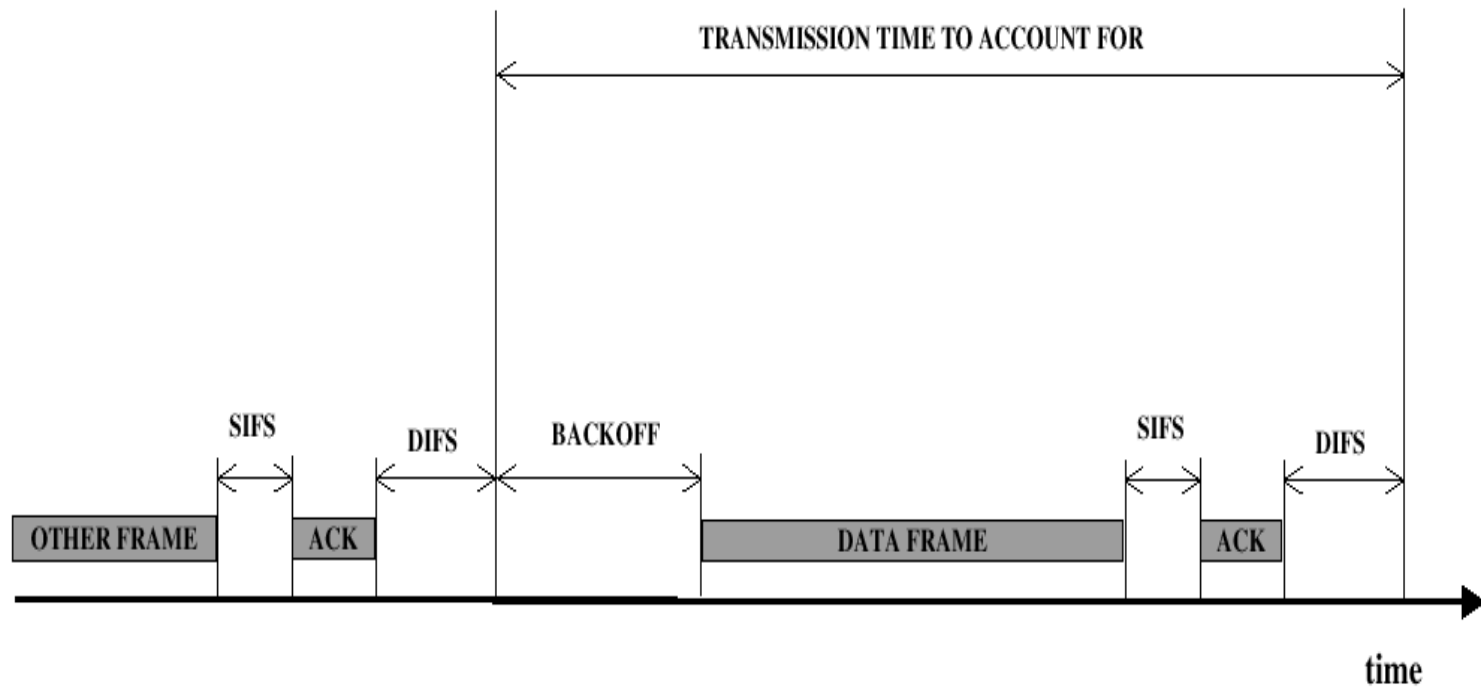 TRANSMISSION TIME TO ACCOUNT FOR
SIFS
DIFS
BACKOFF
SIFS
DIFS
OTHER FRAME
ACK
DATA FRAME
ACK
time